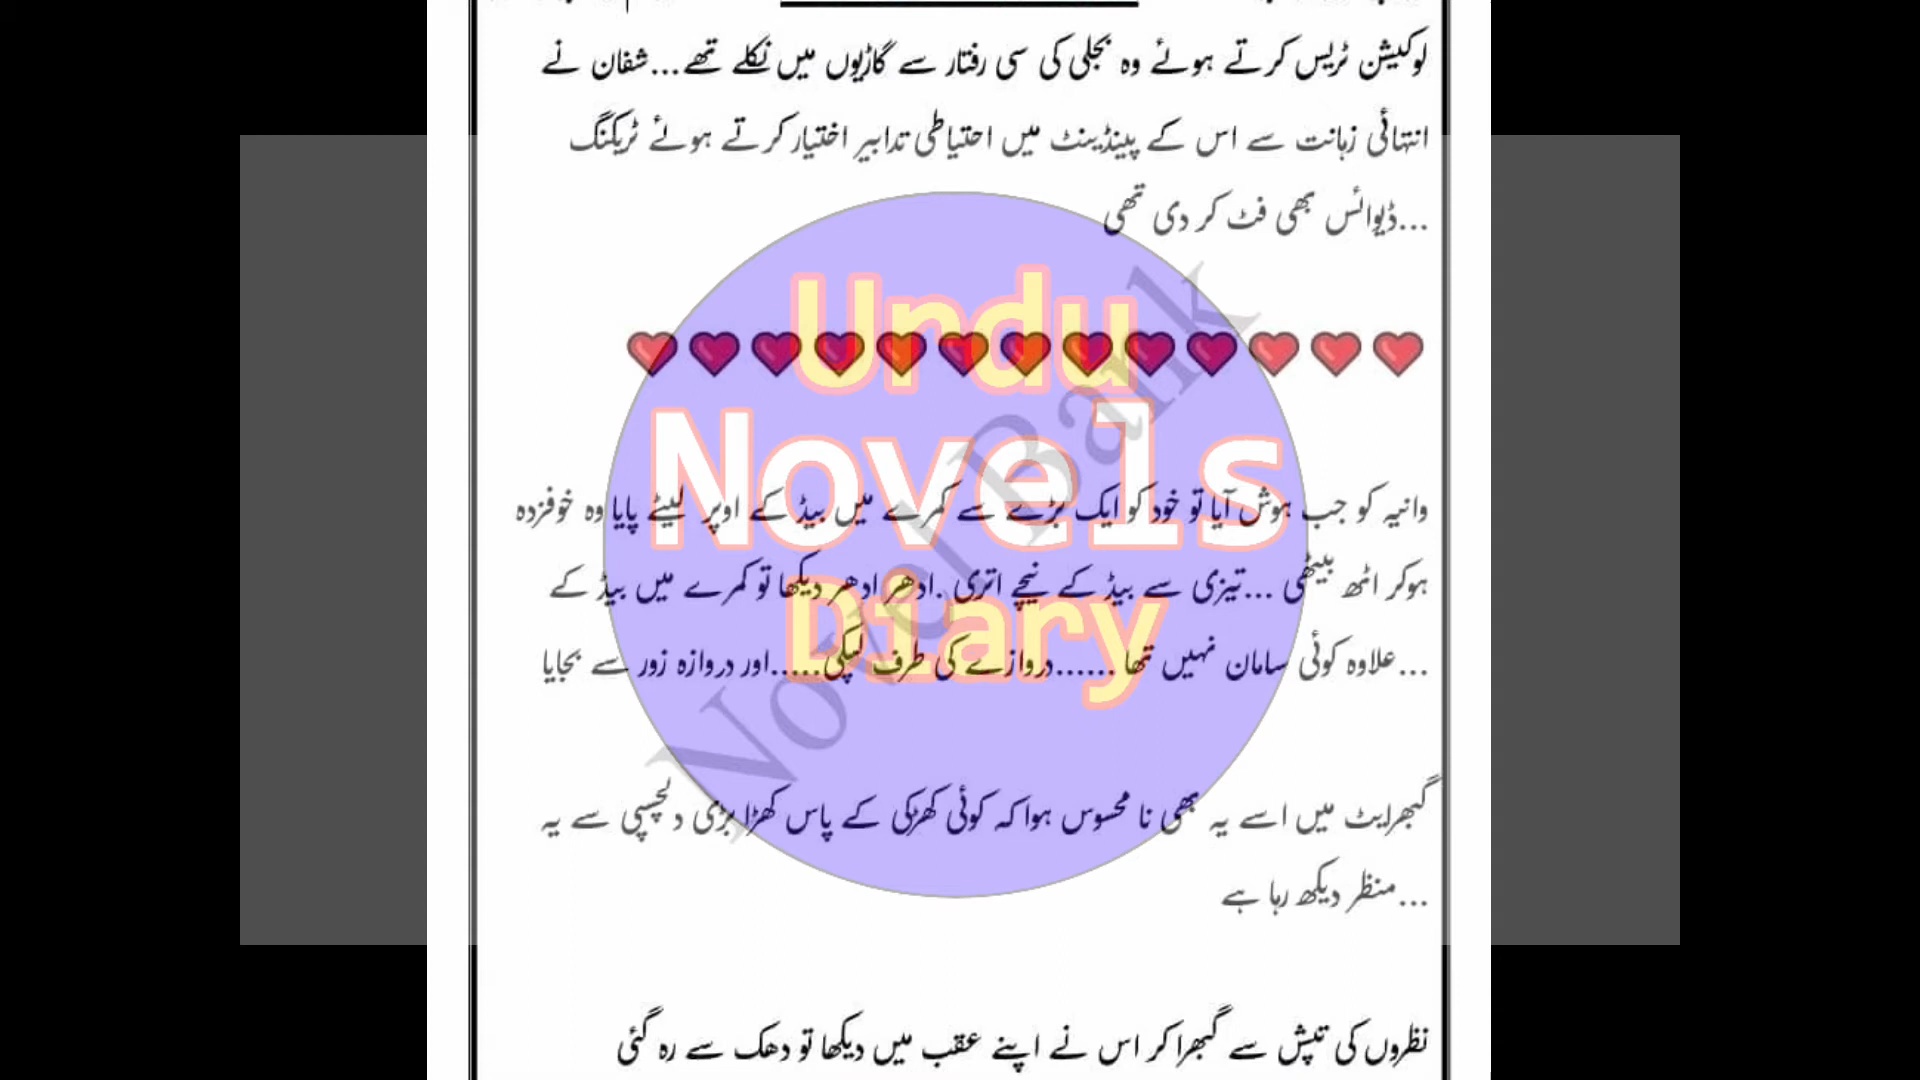 لوکیشن ٹریس کرتے ہوئے وہ بجلی کی سی رفتار سے گاڑیوں میں نکلے تھے...شفان نے
انتہائی زہانت سے اس کے پینڈینٹ میں احتیاطی تدابیر اختیار کرتے ہوئے ٹریکنگ
...ڈیوائس بھی فٹ کر دی تھی
❤❤❤❤❤❤❤❤❤❤❤❤❤
Urdu
Novels
Diary
Novel Bank
وانیہ کو جب ہوش آیا تو خود کو ایک بڑے سے کمرے میں بیڈ کے اوپر لیٹے پایا وہ خوفزدہ
ہوکر اٹھ بیٹھی ...تیزی سے بیڈ کے نیچے اتری .ادھر ادھر دیکھا تو کمرے میں بیڈ کے
...علاوہ کوئی سامان نہیں تھا ......دروازے کی طرف لپکی.....اور دروازہ زور سے بجایا
گھبراہٹ میں اسے یہ بھی نا محسوس ہوا کہ کوئی کھڑکی کے پاس کھڑا بڑی دلچسپی سے یہ
...منظر دیکھ رہا ہے
نظروں کی تپش سے گھبرا کر اس نے اپنے عقب میں دیکھا تو دھک سے رہ گئی